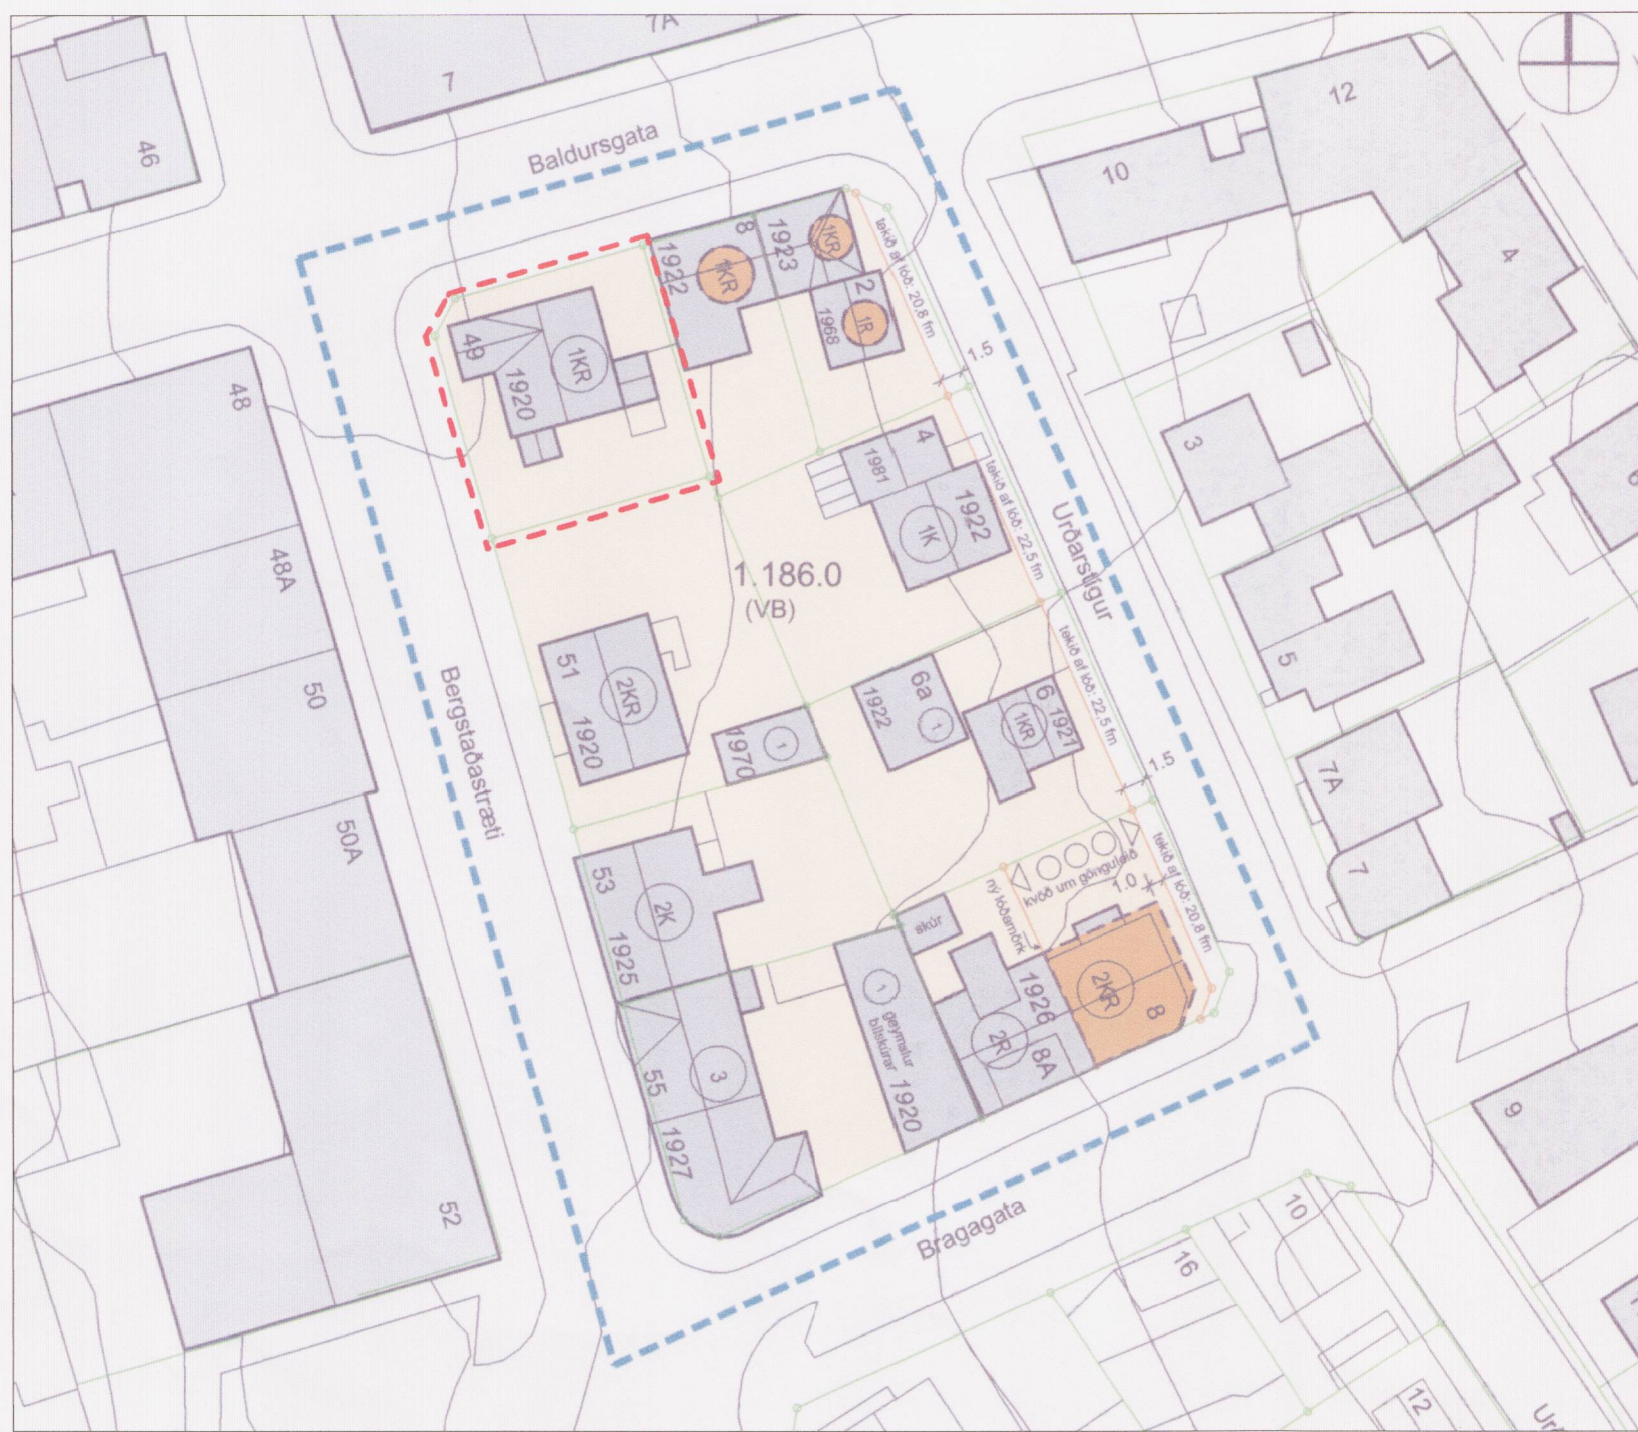 7A
7
46
Baldursgata
12
10
4
8
1923
1KR
1922
1KR
2
1968
1R
tekið af lóð: 20,8 fm
1.5
49
1KR
1920
48
3
4
1981
1922
1K
tekið af lóð: 22,5 fm
Urðarstígur
48A
1.186.0
(VB)
5
51
2KR
1920
50
Bergstaðastræti
6a
1922
1
6
1921
1KR
tekið af lóð: 22,5 fm
1970
1
1.5
7A
50A
53
2K
1925
kvöð um gönguleið
1.0
tekið af lóð: 20,8 fm
7
ný lóðamörk
skúr
1926
2KR
8
1
geymslur
bílskúrar
1920
2R
8A
55
3
1927
9
52
Bragagata
10
16
12